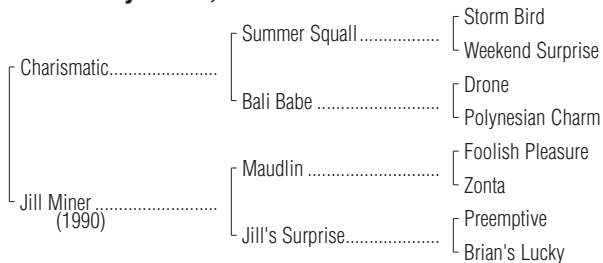 Storm Bird
Summer Squall
Weekend Surprise
Charismatic
Drone
Bali Babe
Polynesian Charm
Foolish Pleasure
Maudlin
Zonta
Jill Miner
(1990)
Preemptive
Jill's Surprise
Brian's Lucky